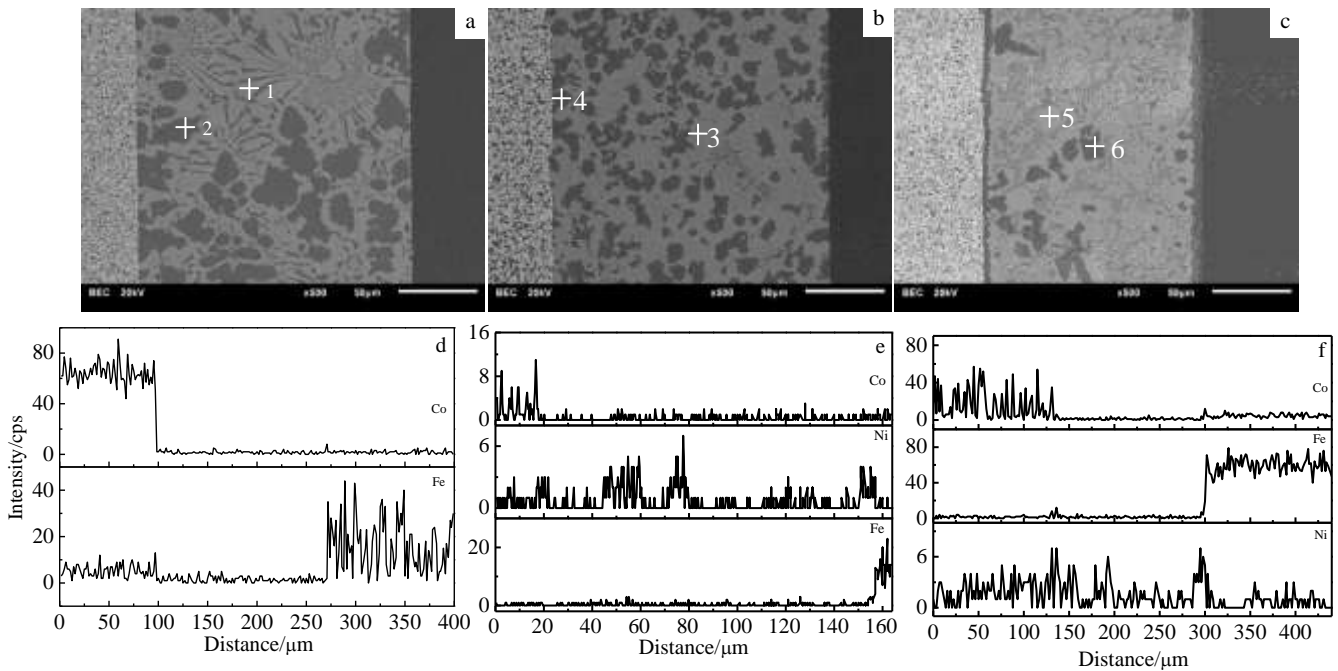 a
b
c
1
2
4
3
5
6
BEC 20kV x500 50μm
BEC 20kV x500 50μm
BEC 20kV x500 50μm
d
Co
Fe
80
40
0
40
20
0
Intensity/cps
0 50 100 150 200 250 300 350 400
Distance/μm
e
Co
Ni
Fe
16
8
0
6
0
20
0
0 20 40 60 80 100 120 140 160
Distance/μm
f
Co
Fe
Ni
80
40
0
80
40
0
6
0
0 50 100 150 200 250 300 350 400
Distance/μm